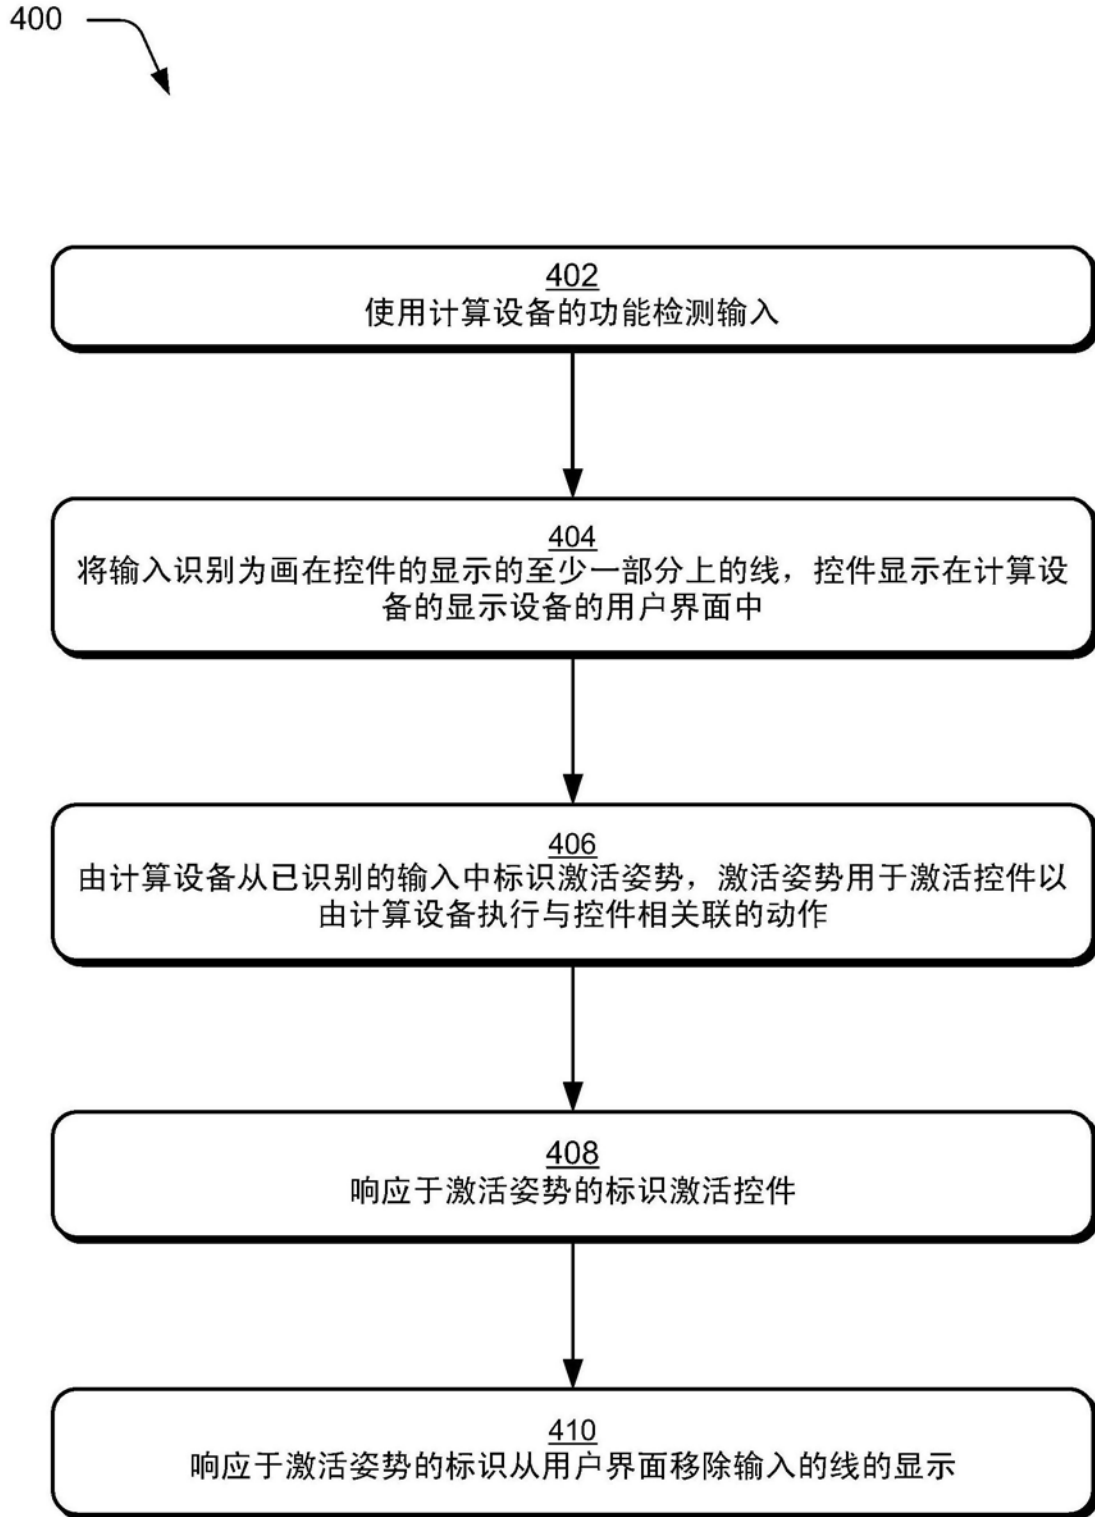 400
402
使用计算设备的功能检测输入
404
将输入识别为画在控件的显示的至少一部分上的线，控件显示在计算设
备的显示设备的用户界面中
406
由计算设备从已识别的输入中标识激活姿势，激活姿势用于激活控件以
由计算设备执行与控件相关联的动作
408
响应于激活姿势的标识激活控件
410
响应于激活姿势的标识从用户界面移除输入的线的显示